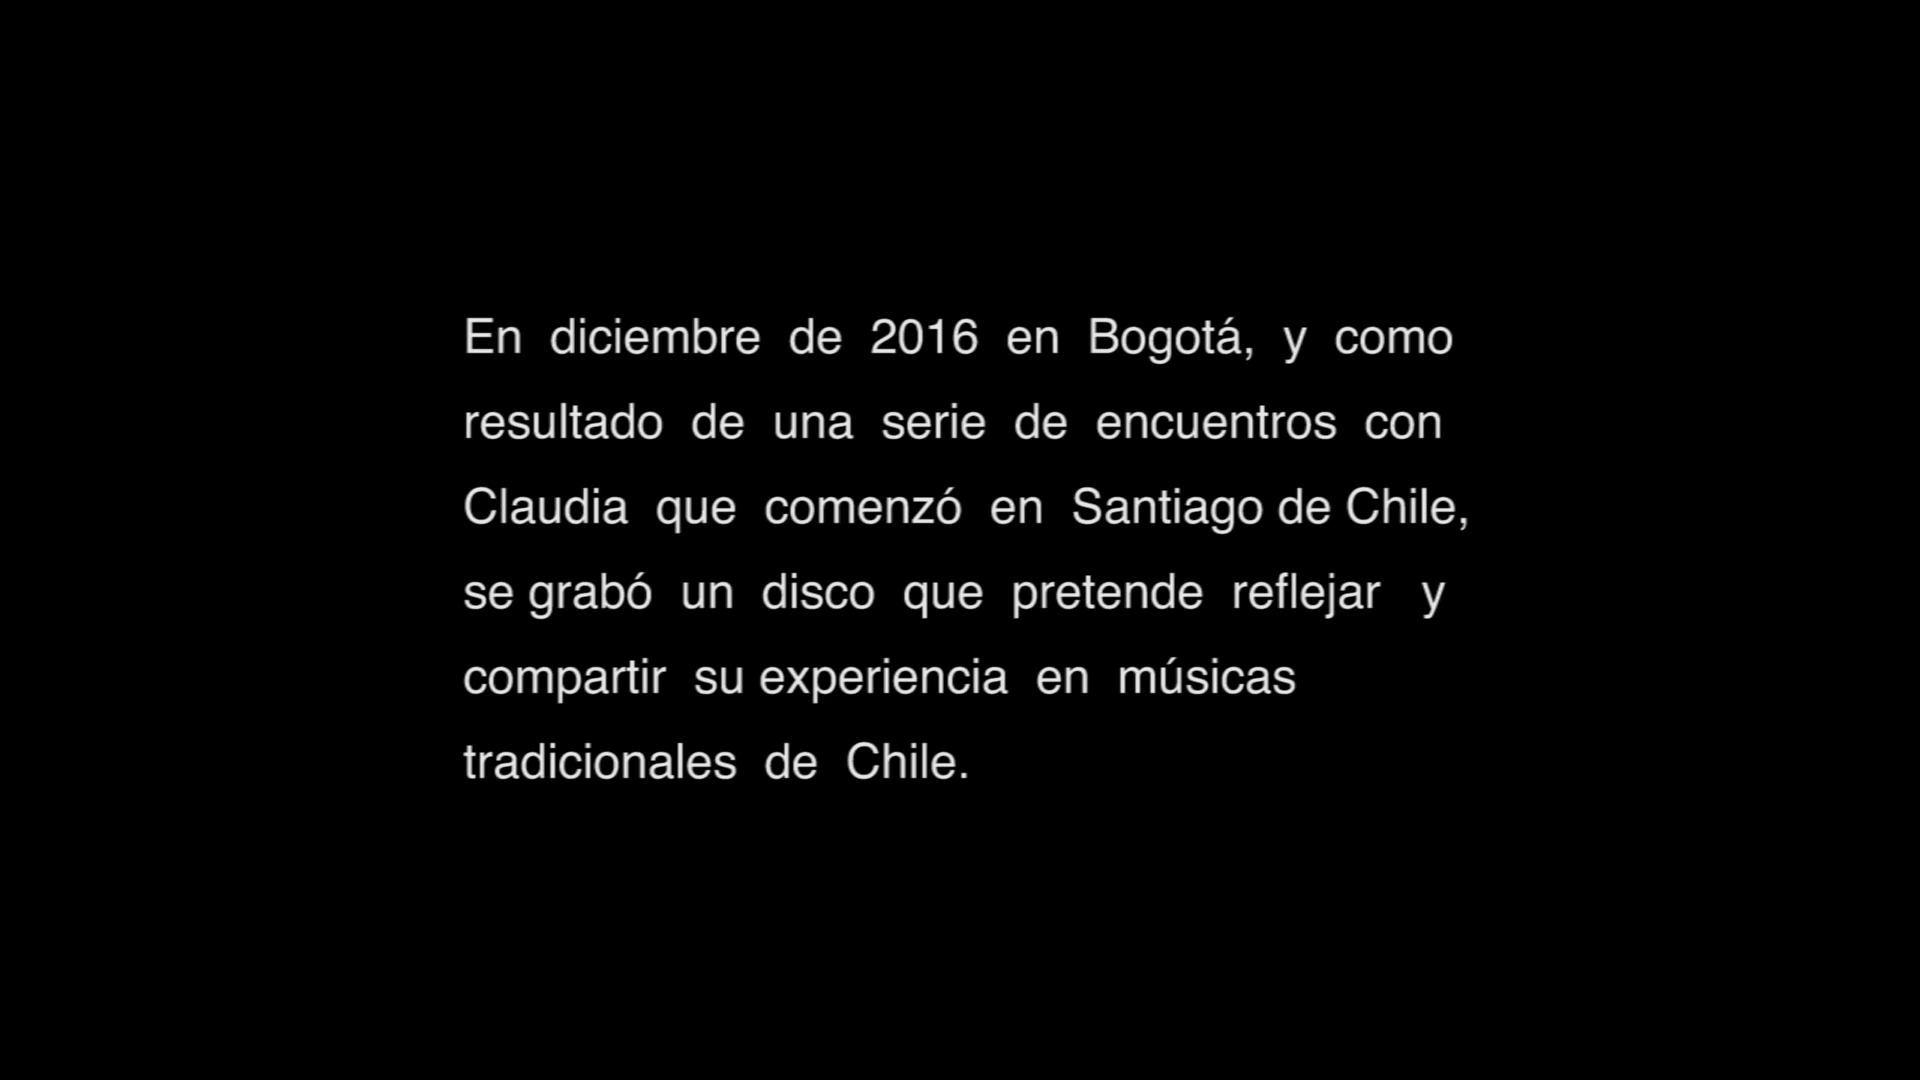 En diciembre de 2016 en Bogotá, y como
resultado de una serie de encuentros con
Claudia que comenzó en Santiago de Chile,
se grabó un disco que pretende reflejar y
compartir su experiencia en músicas
tradicionales de Chile.